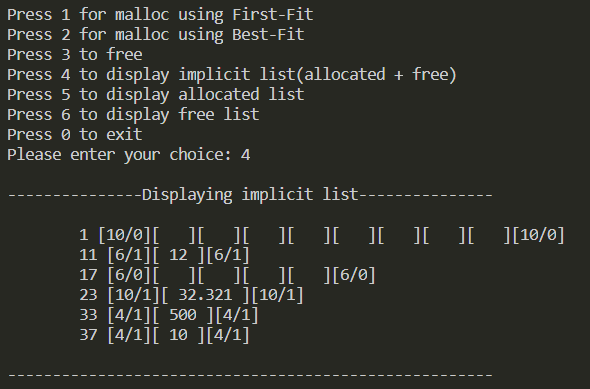 Press 1 for malloc using First-Fit
Press 2 for malloc using Best-Fit
Press 3 to free
Press 4 to display implicit list(allocated + free)
Press 5 to display allocated list
Press 6 to display free list
Press 0 to exit
Please enter your choice: 4
---------------Displaying implicit list---------------
1 [10/0][   ][   ][   ][   ][   ][   ][   ][   ][10/0]
11 [6/1][ 12 ][6/1]
17 [6/0][   ][   ][   ][   ][6/0]
23 [10/1][ 32.321 ][10/1]
33 [4/1][ 500 ][4/1]
37 [4/1][ 10 ][4/1]
------------------------------------------------------